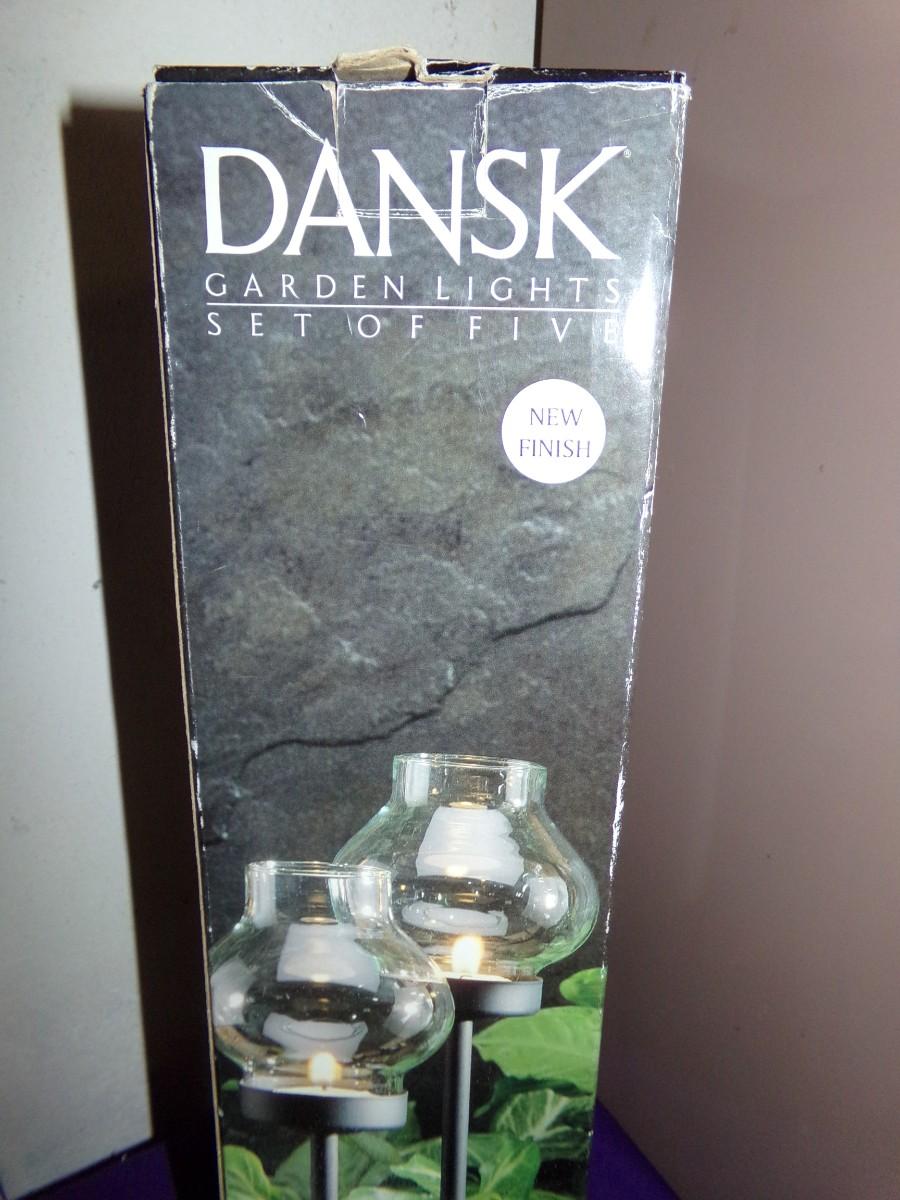 DANSK®
GARDEN LIGHTS
SET OF FIVE
NEW
FINISH